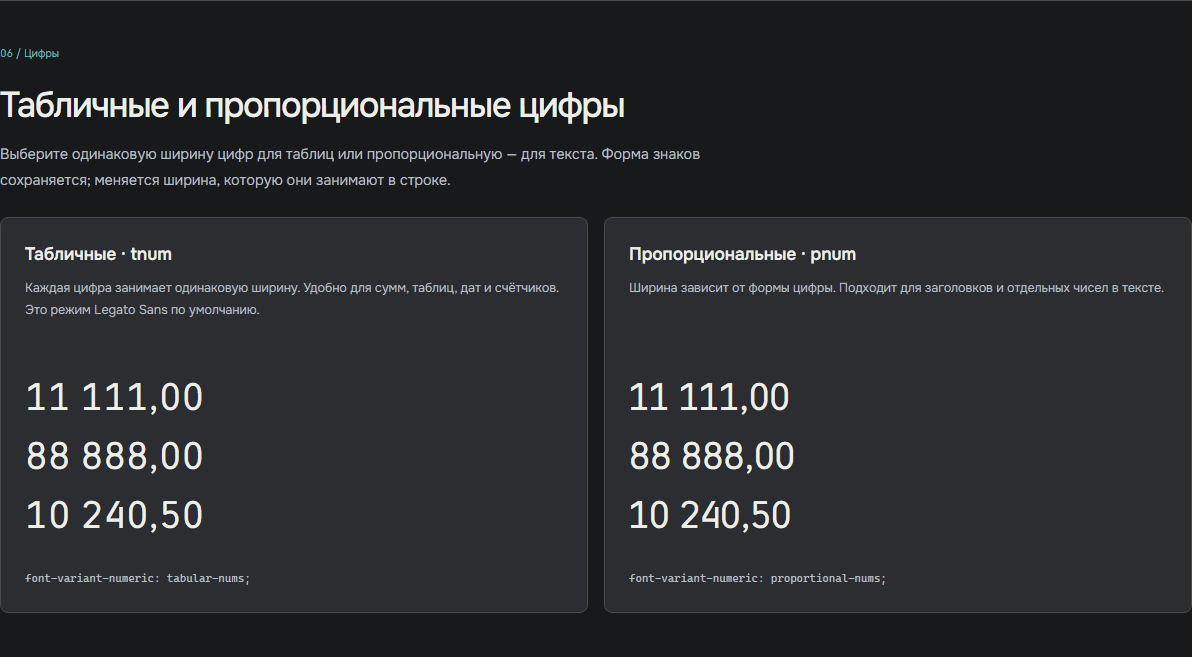 06 / Цифры
Табличные и пропорциональные цифры
Выберите одинаковую ширину цифр для таблиц или пропорциональную — для текста. Форма знаков
сохраняется; меняется ширина, которую они занимают в строке.
Табличные · tnum
Каждая цифра занимает одинаковую ширину. Удобно для сумм, таблиц, дат и счётчиков.
Это режим Legato Sans по умолчанию.
11 111,00
88 888,00
10 240,50
font-variant-numeric: tabular-nums;
Пропорциональные · pnum
Ширина зависит от формы цифры. Подходит для заголовков и отдельных чисел в тексте.
11 111,00
88 888,00
10 240,50
font-variant-numeric: proportional-nums;